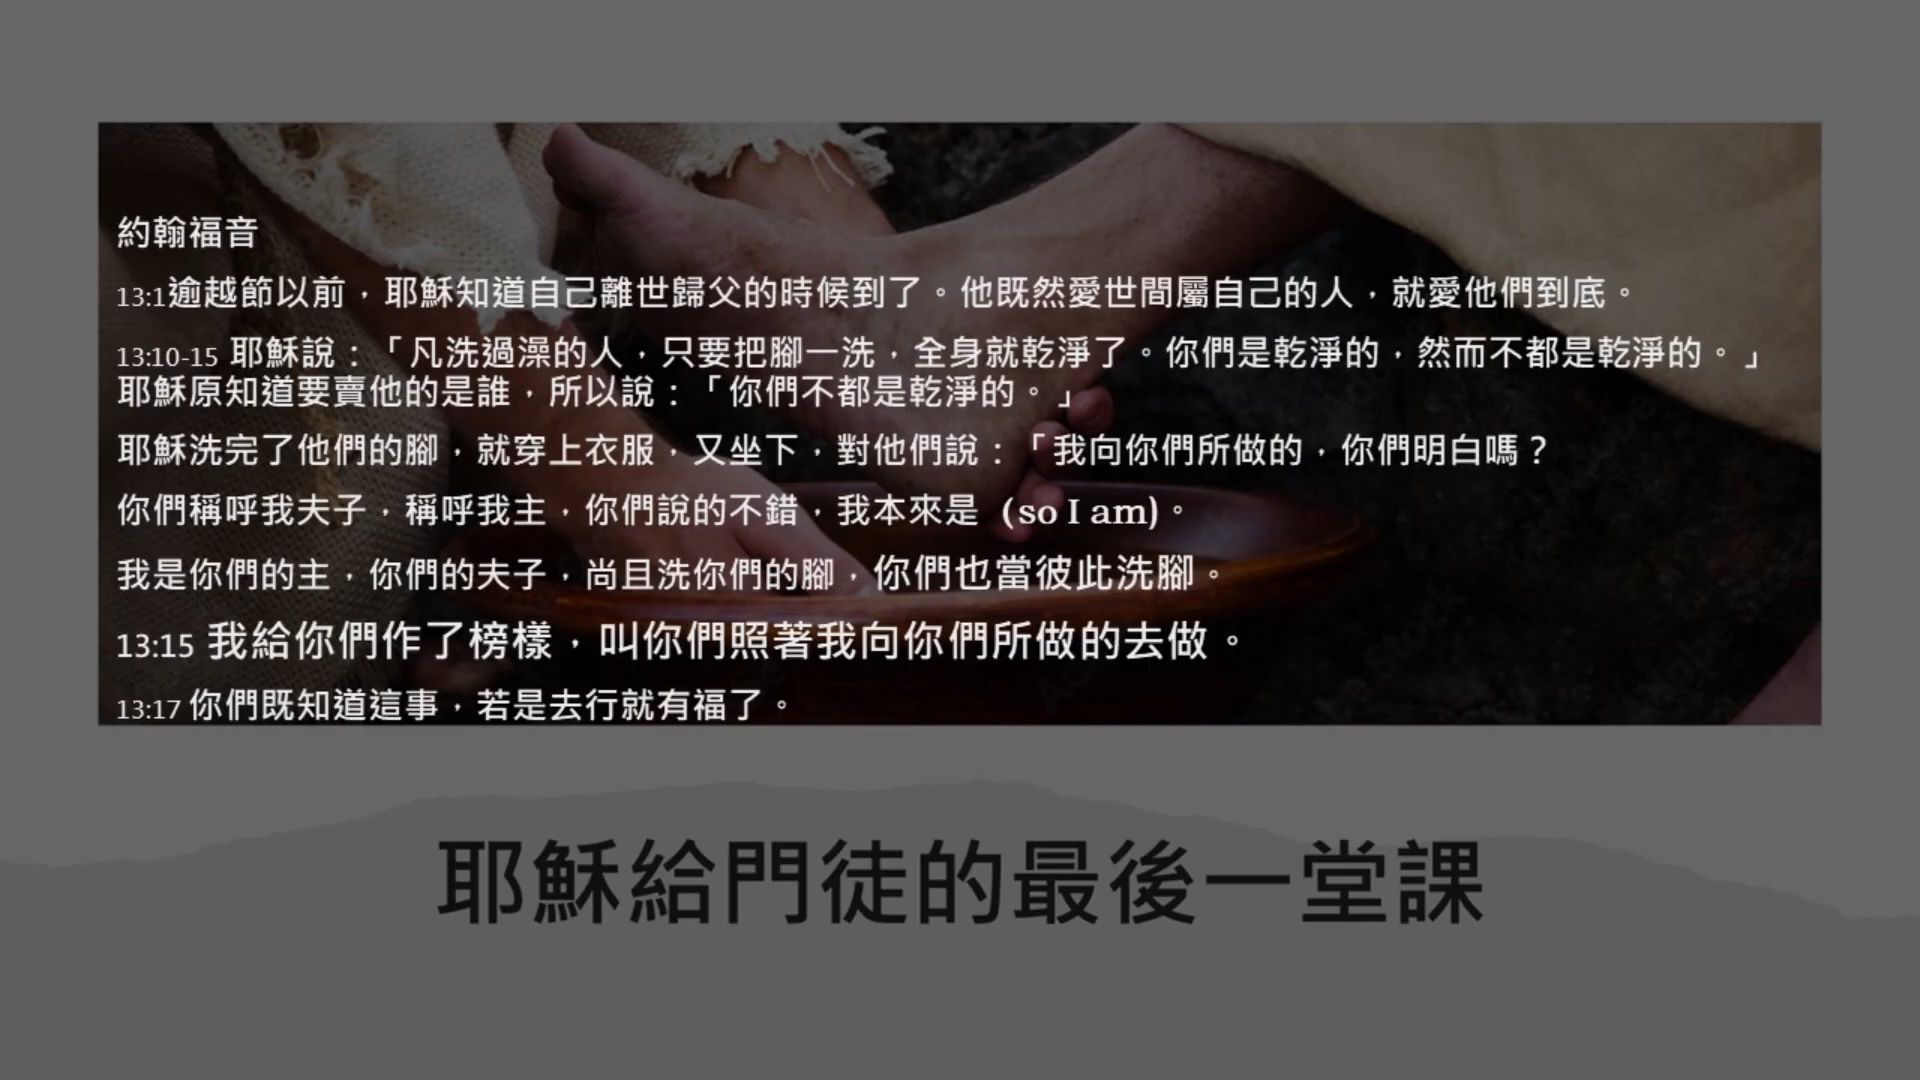 約翰福音
13:1逾越節以前，耶穌知道自己離世歸父的時候到了。他既然愛世間屬自己的人，就愛他們到底。
13:10-15 耶穌說：「凡洗過澡的人，只要把腳一洗，全身就乾淨了。你們是乾淨的，然而不都是乾淨的。」
耶穌原知道要賣他的是誰，所以說：「你們不都是乾淨的。」
耶穌洗完了他們的腳，就穿上衣服，又坐下，對他們說：「我向你們所做的，你們明白嗎？
你們稱呼我夫子，稱呼我主，你們說的不錯，我本來是 (so I am)。
我是你們的主，你們的夫子，尚且洗你們的腳，你們也當彼此洗腳。
13:15 我給你們作了榜樣，叫你們照著我向你們所做的去做。
13:17 你們既知道這事，若是去行就有福了。
耶穌給門徒的最後一堂課